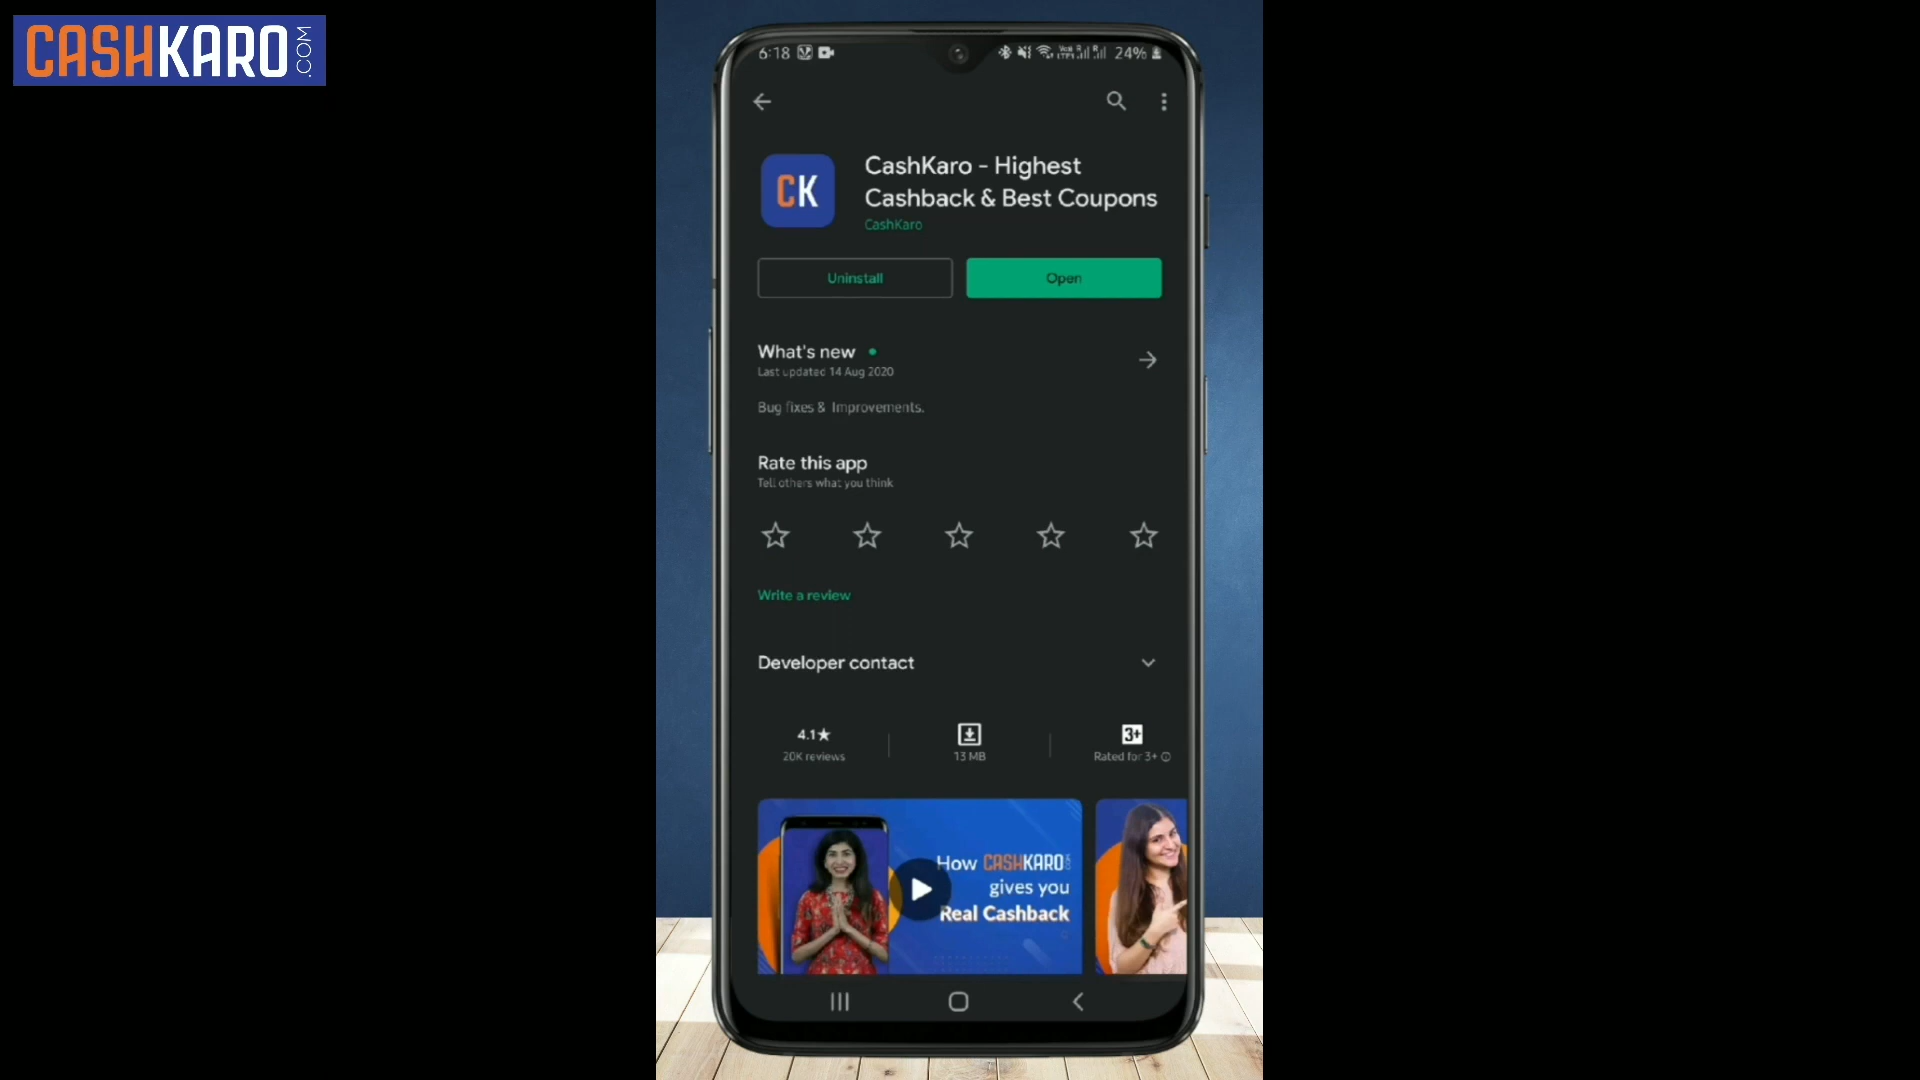 CASHKARO.COM
6:18
24%
CK
CashKaro - Highest
Cashback & Best Coupons
CashKaro
Uninstall
Open
What's new
Last updated 14 Aug 2020
Bug fixes & Improvements.
Rate this app
Tell others what you think
Write a review
Developer contact
4.1★
20K reviews
13 MB
3+
Rated for 3+
How CASHKARO.COM
gives you
Real Cashback